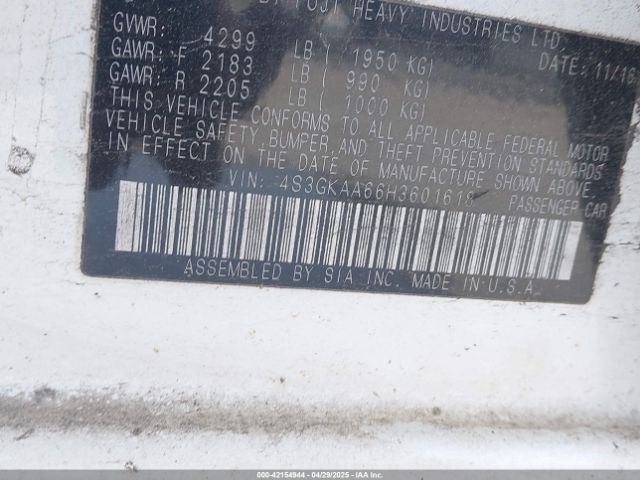 BY FUJI HEAVY INDUSTRIES LTD.
DATE: 11/16
GVWR: 4299 LB ( 1950 KG)
GAWR: F 2183 LB ( 990 KG)
GAWR: R 2205 LB ( 1000 KG)
THIS VEHICLE CONFORMS TO ALL APPLICABLE FEDERAL MOTOR
VEHICLE SAFETY, BUMPER, AND THEFT PREVENTION STANDARDS
IN EFFECT ON THE DATE OF MANUFACTURE SHOWN ABOVE.
VIN: 4S3GKAA66H3601618 PASSENGER CAR
ASSEMBLED BY SIA INC. MADE IN U.S.A.
000-42154944 04/29/2025 - IAAI.COM